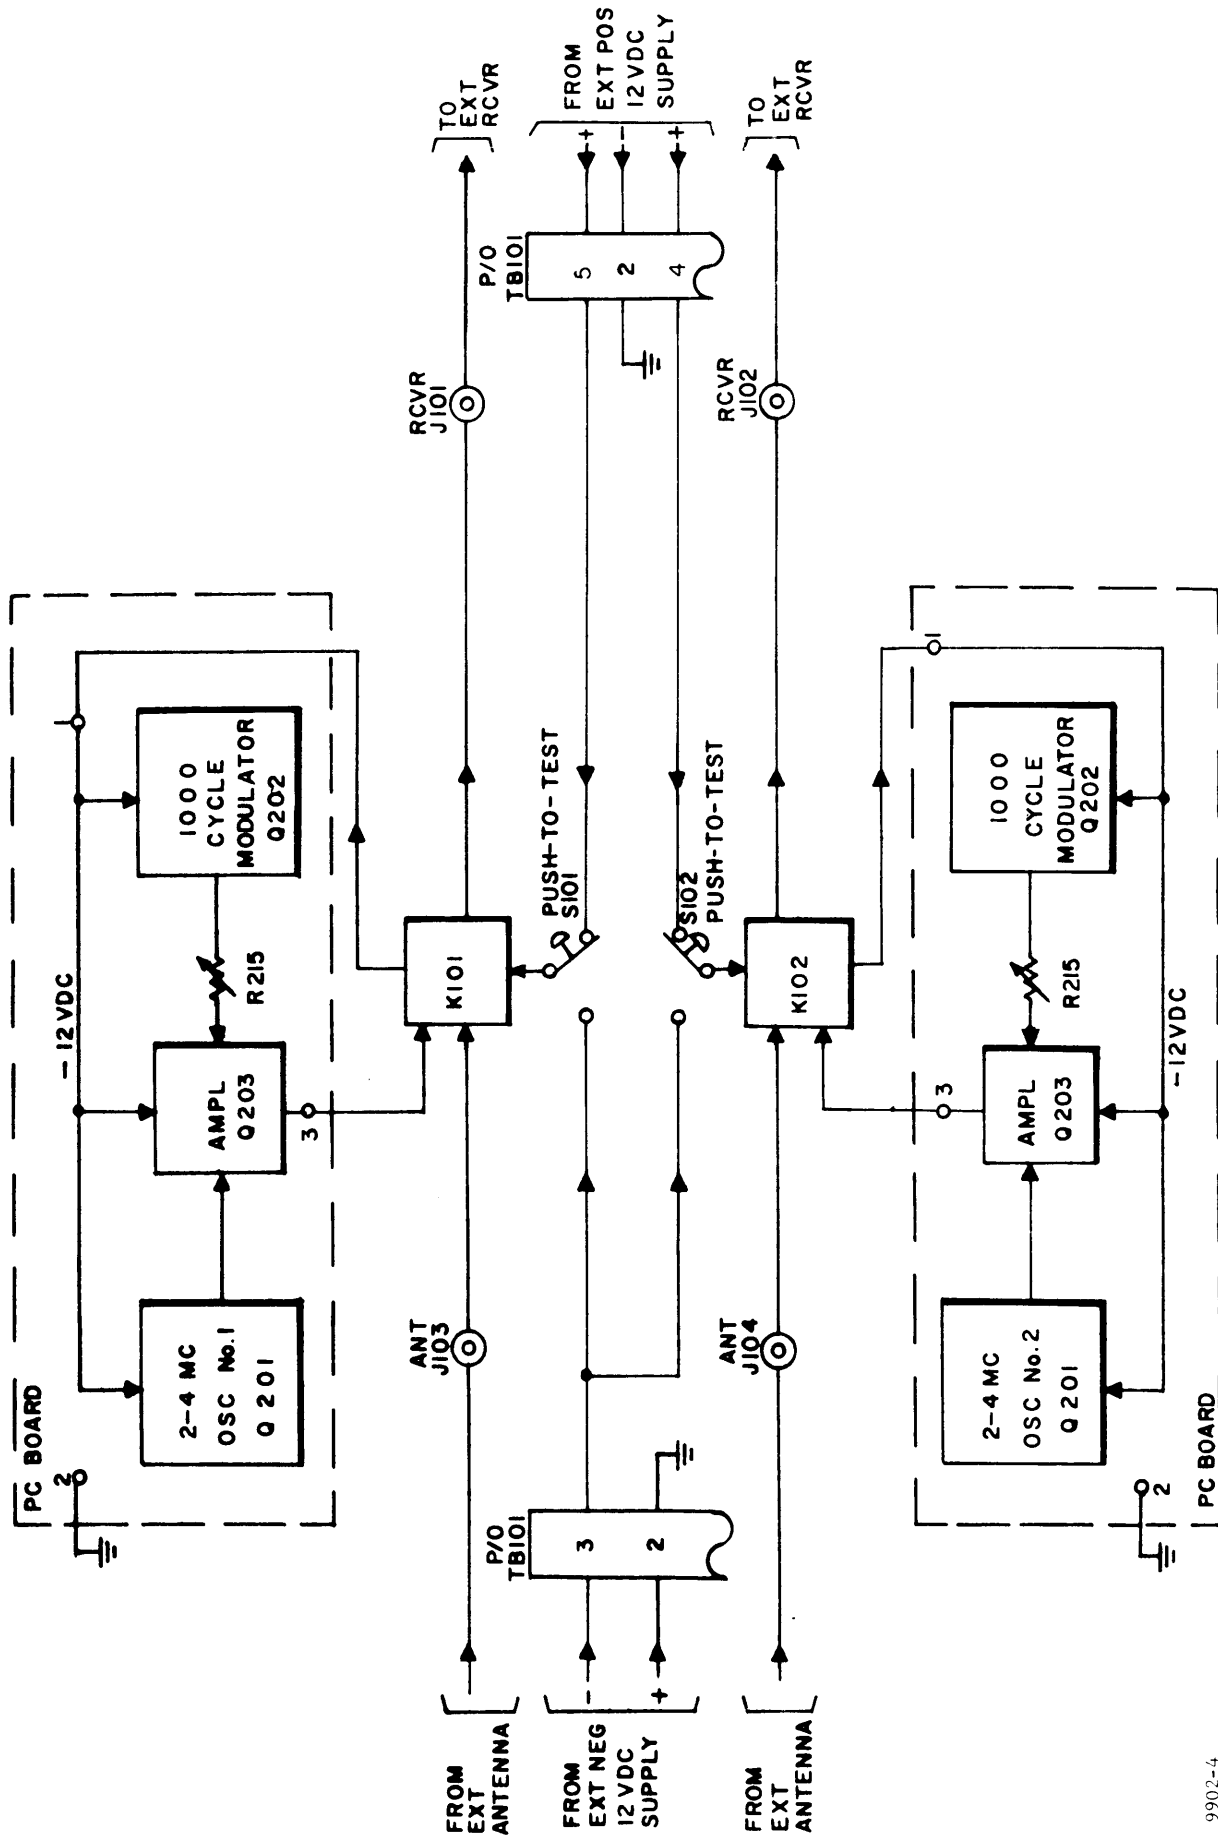 PC BOARD
2
2-4 MC
OSC No.1
Q 201
AMPL
Q203
3
R215
1000
CYCLE
MODULATOR
Q202
-12VDC
1
FROM
EXT
ANTENNA
ANT
J103
K101
RCVR
J101
TO
EXT
RCVR
PUSH-TO-TEST
S101
FROM
EXT NEG
12 VDC
SUPPLY
-
+
P/O
TB101
3
2
P/O
TB101
5
2
4
+
-
+
FROM
EXT POS
12 VDC
SUPPLY
S102
PUSH-TO-TEST
FROM
EXT
ANTENNA
ANT
J104
K102
RCVR
J102
TO
EXT
RCVR
1
3
2-4 MC
OSC No.2
Q 201
AMPL
Q203
R215
1000
CYCLE
MODULATOR
Q202
-12VDC
2
PC BOARD
9902-4